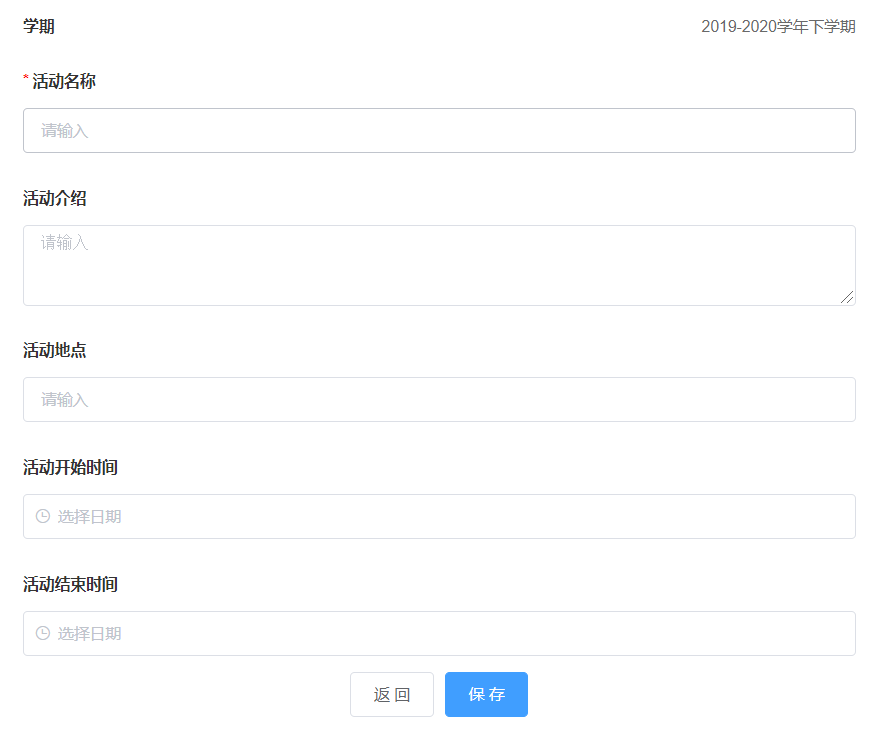 学期 2019-2020学年下学期
* 活动名称
请输入
活动介绍
请输入
活动地点
请输入
活动开始时间
选择日期
活动结束时间
选择日期
返 回 保 存